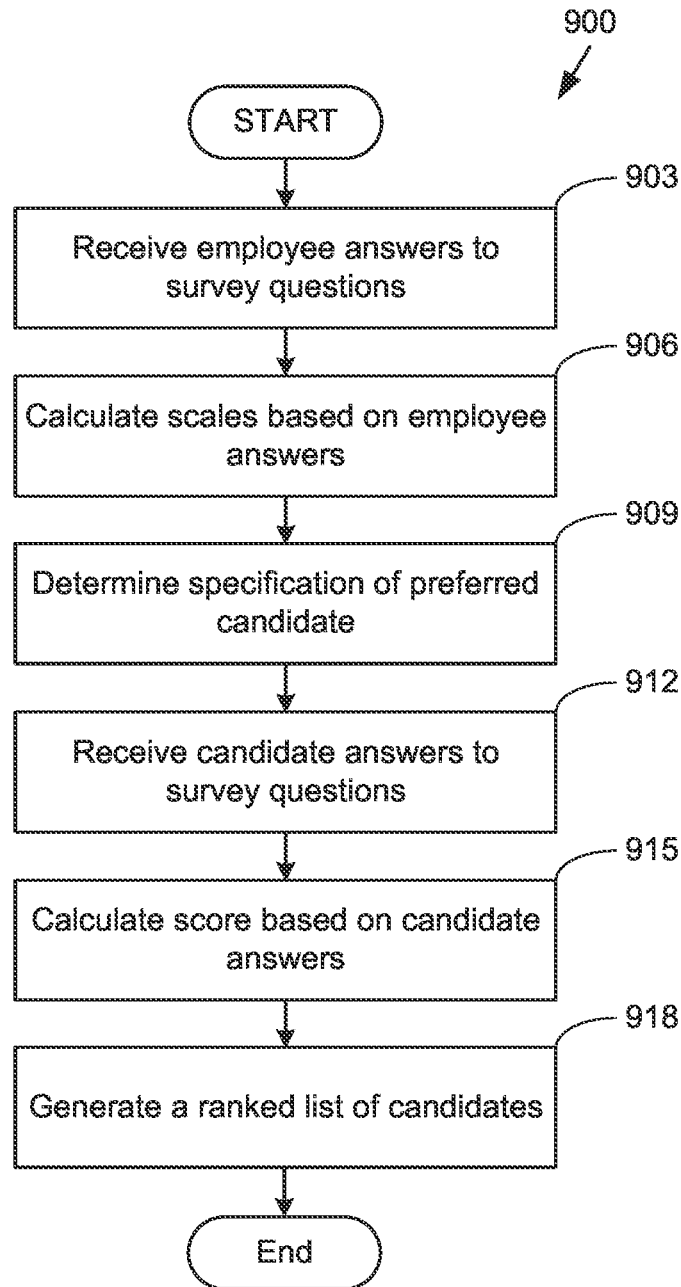 900
START
903
Receive employee answers to
survey questions
906
Calculate scales based on employee
answers
909
Determine specification of preferred
candidate
912
Receive candidate answers to
survey questions
915
Calculate score based on candidate
answers
918
Generate a ranked list of candidates
End